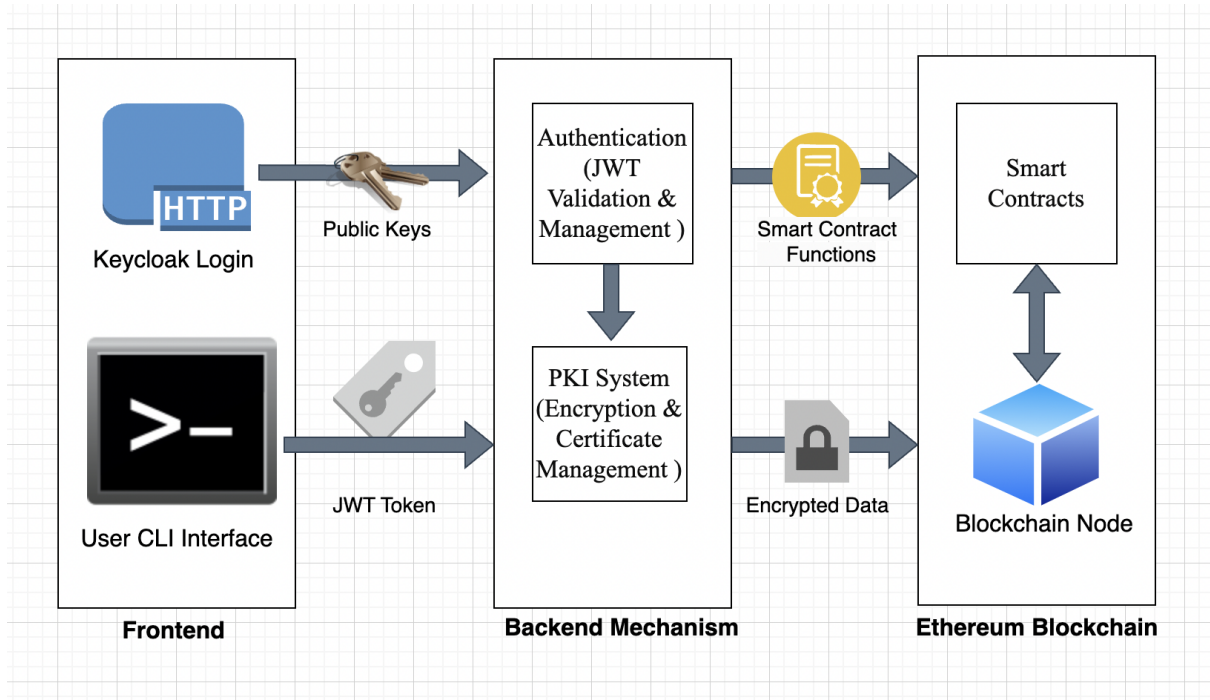 HTTP
Keycloak Login
Public Keys
Authentication
(JWT
Validation &
Management )
Smart Contract
Functions
Smart
Contracts
>_
User CLI Interface
JWT Token
PKI System
(Encryption &
Certificate
Management )
Encrypted Data
Blockchain Node
Frontend
Backend Mechanism
Ethereum Blockchain